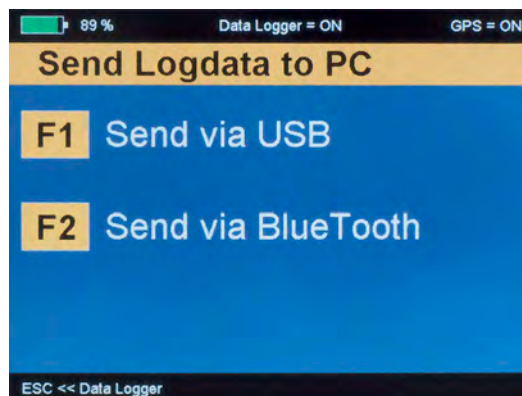 89 % Data Logger = ON GPS = ON
Send Logdata to PC
F1 Send via USB
F2 Send via BlueTooth
ESC << Data Logger